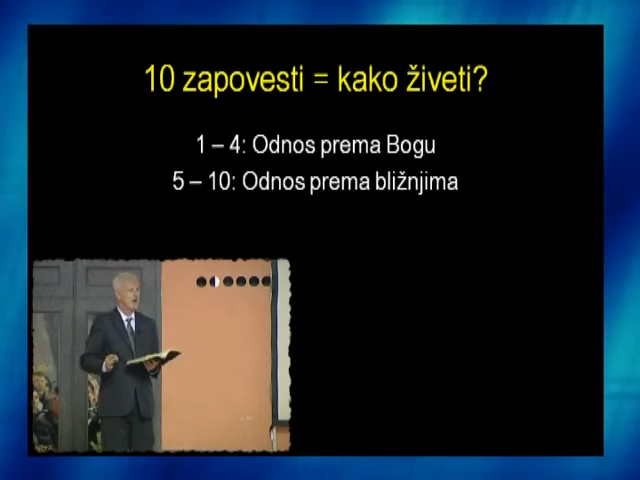 10 zapovesti = kako živeti?
1 – 4: Odnos prema Bogu
5 – 10: Odnos prema bližnjima